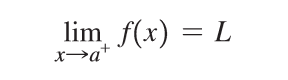 lim f(x) = L
x→a⁺